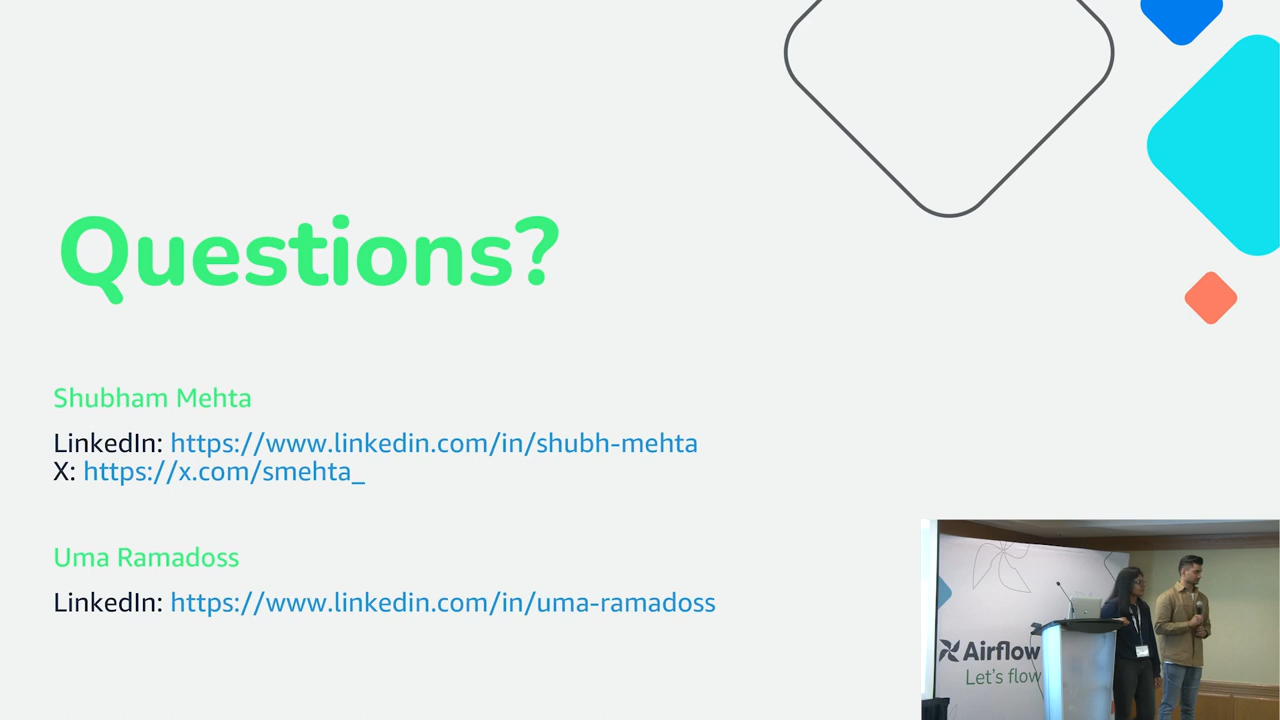 Questions?
Shubham Mehta
LinkedIn: https://www.linkedin.com/in/shubh-mehta
X: https://x.com/smehta_
Uma Ramadoss
LinkedIn: https://www.linkedin.com/in/uma-ramadoss
Airflow
Let's flow